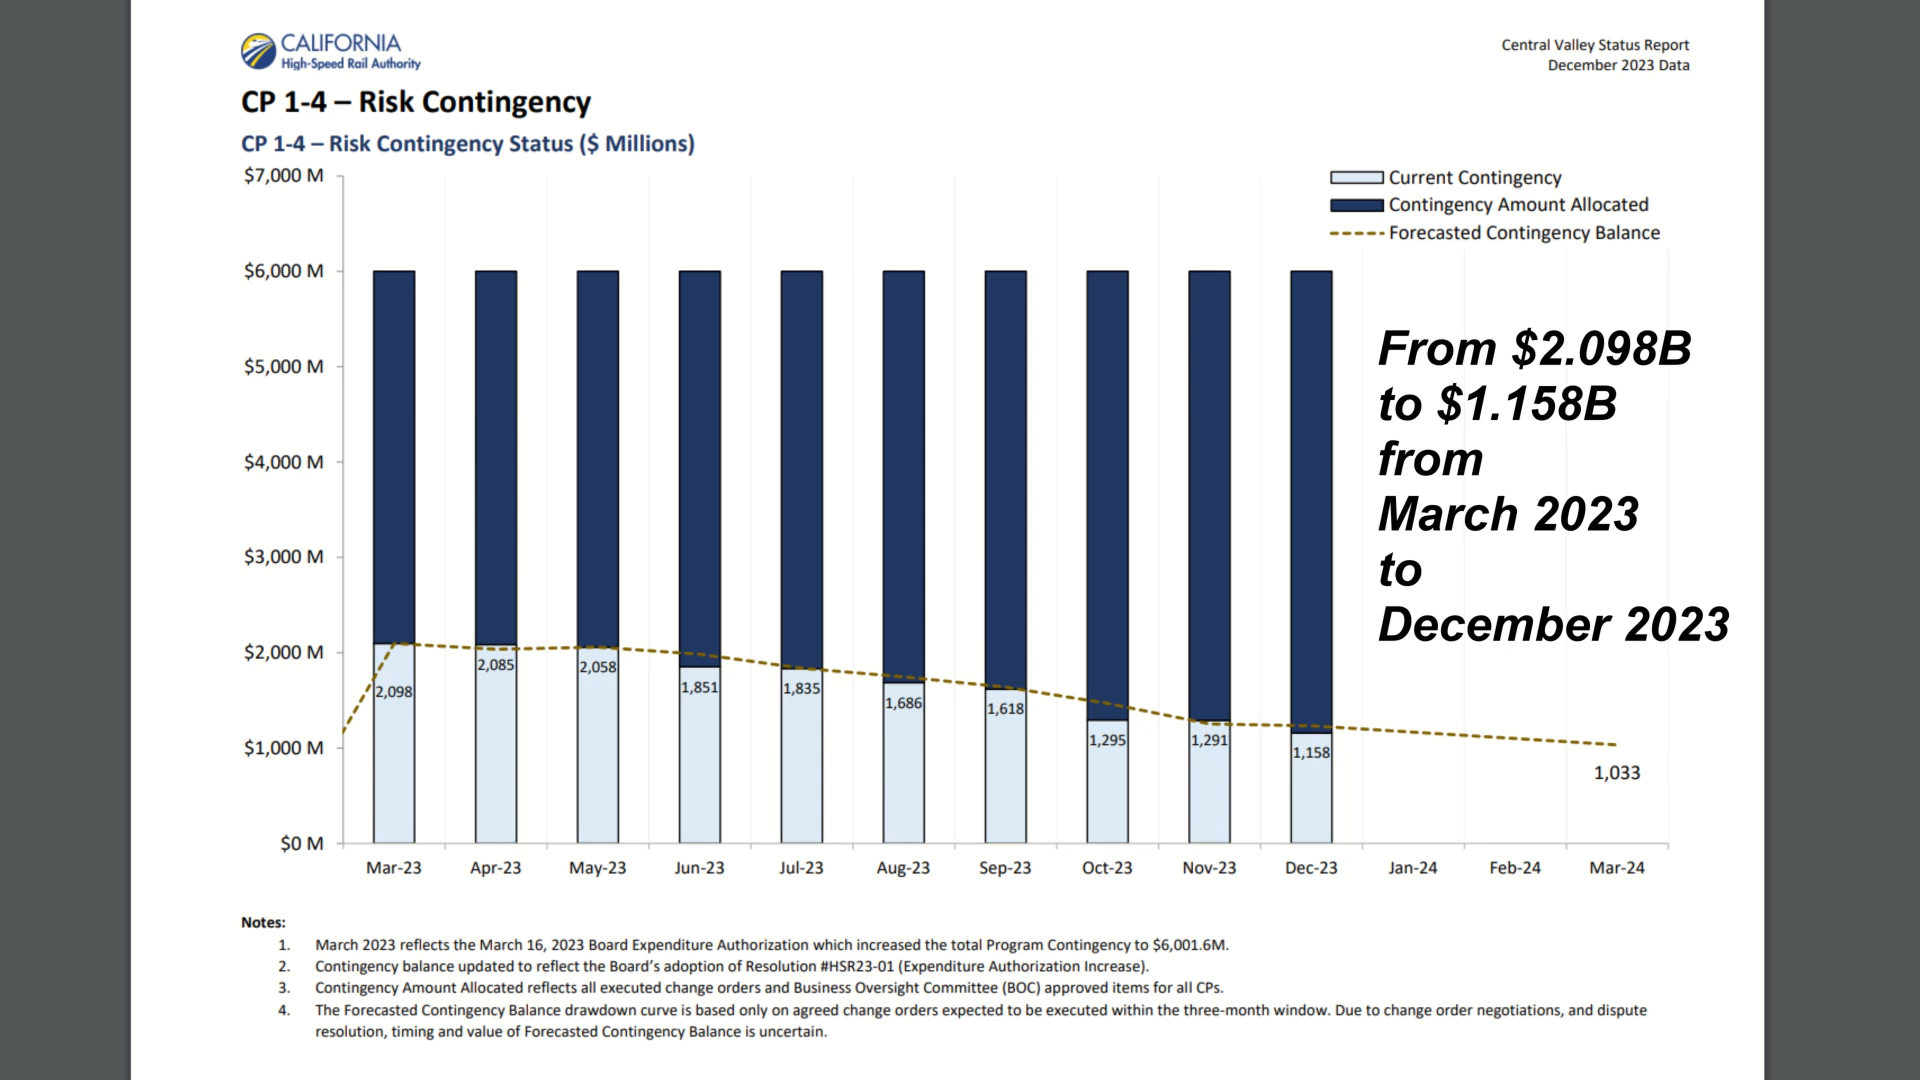 CALIFORNIA
High-Speed Rail Authority
Central Valley Status Report
December 2023 Data
CP 1-4 – Risk Contingency
CP 1-4 – Risk Contingency Status ($ Millions)
Current Contingency
Contingency Amount Allocated
Forecasted Contingency Balance
$7,000 M
$6,000 M
$5,000 M
$4,000 M
$3,000 M
$2,000 M
$1,000 M
$0 M
2,098
2,085
2,058
1,851
1,835
1,686
1,618
1,295
1,291
1,158
1,033
From $2.098B
to $1.158B
from
March 2023
to
December 2023
Mar-23 Apr-23 May-23 Jun-23 Jul-23 Aug-23 Sep-23 Oct-23 Nov-23 Dec-23 Jan-24 Feb-24 Mar-24
Notes:
1. March 2023 reflects the March 16, 2023 Board Expenditure Authorization which increased the total Program Contingency to $6,001.6M.
2. Contingency balance updated to reflect the Board’s adoption of Resolution #HSR23-01 (Expenditure Authorization Increase).
3. Contingency Amount Allocated reflects all executed change orders and Business Oversight Committee (BOC) approved items for all CPs.
4. The Forecasted Contingency Balance drawdown curve is based only on agreed change orders expected to be executed within the three-month window. Due to change order negotiations, and dispute
resolution, timing and value of Forecasted Contingency Balance is uncertain.